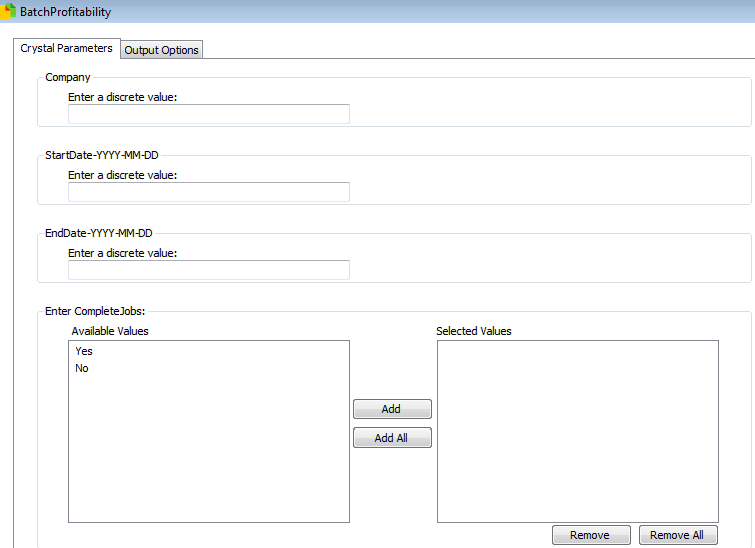 BatchProfitability
Crystal Parameters Output Options
Company
Enter a discrete value:
StartDate-YYYY-MM-DD
Enter a discrete value:
EndDate-YYYY-MM-DD
Enter a discrete value:
Enter CompleteJobs:
Available Values Selected Values
Yes
No
Add
Add All
Remove Remove All